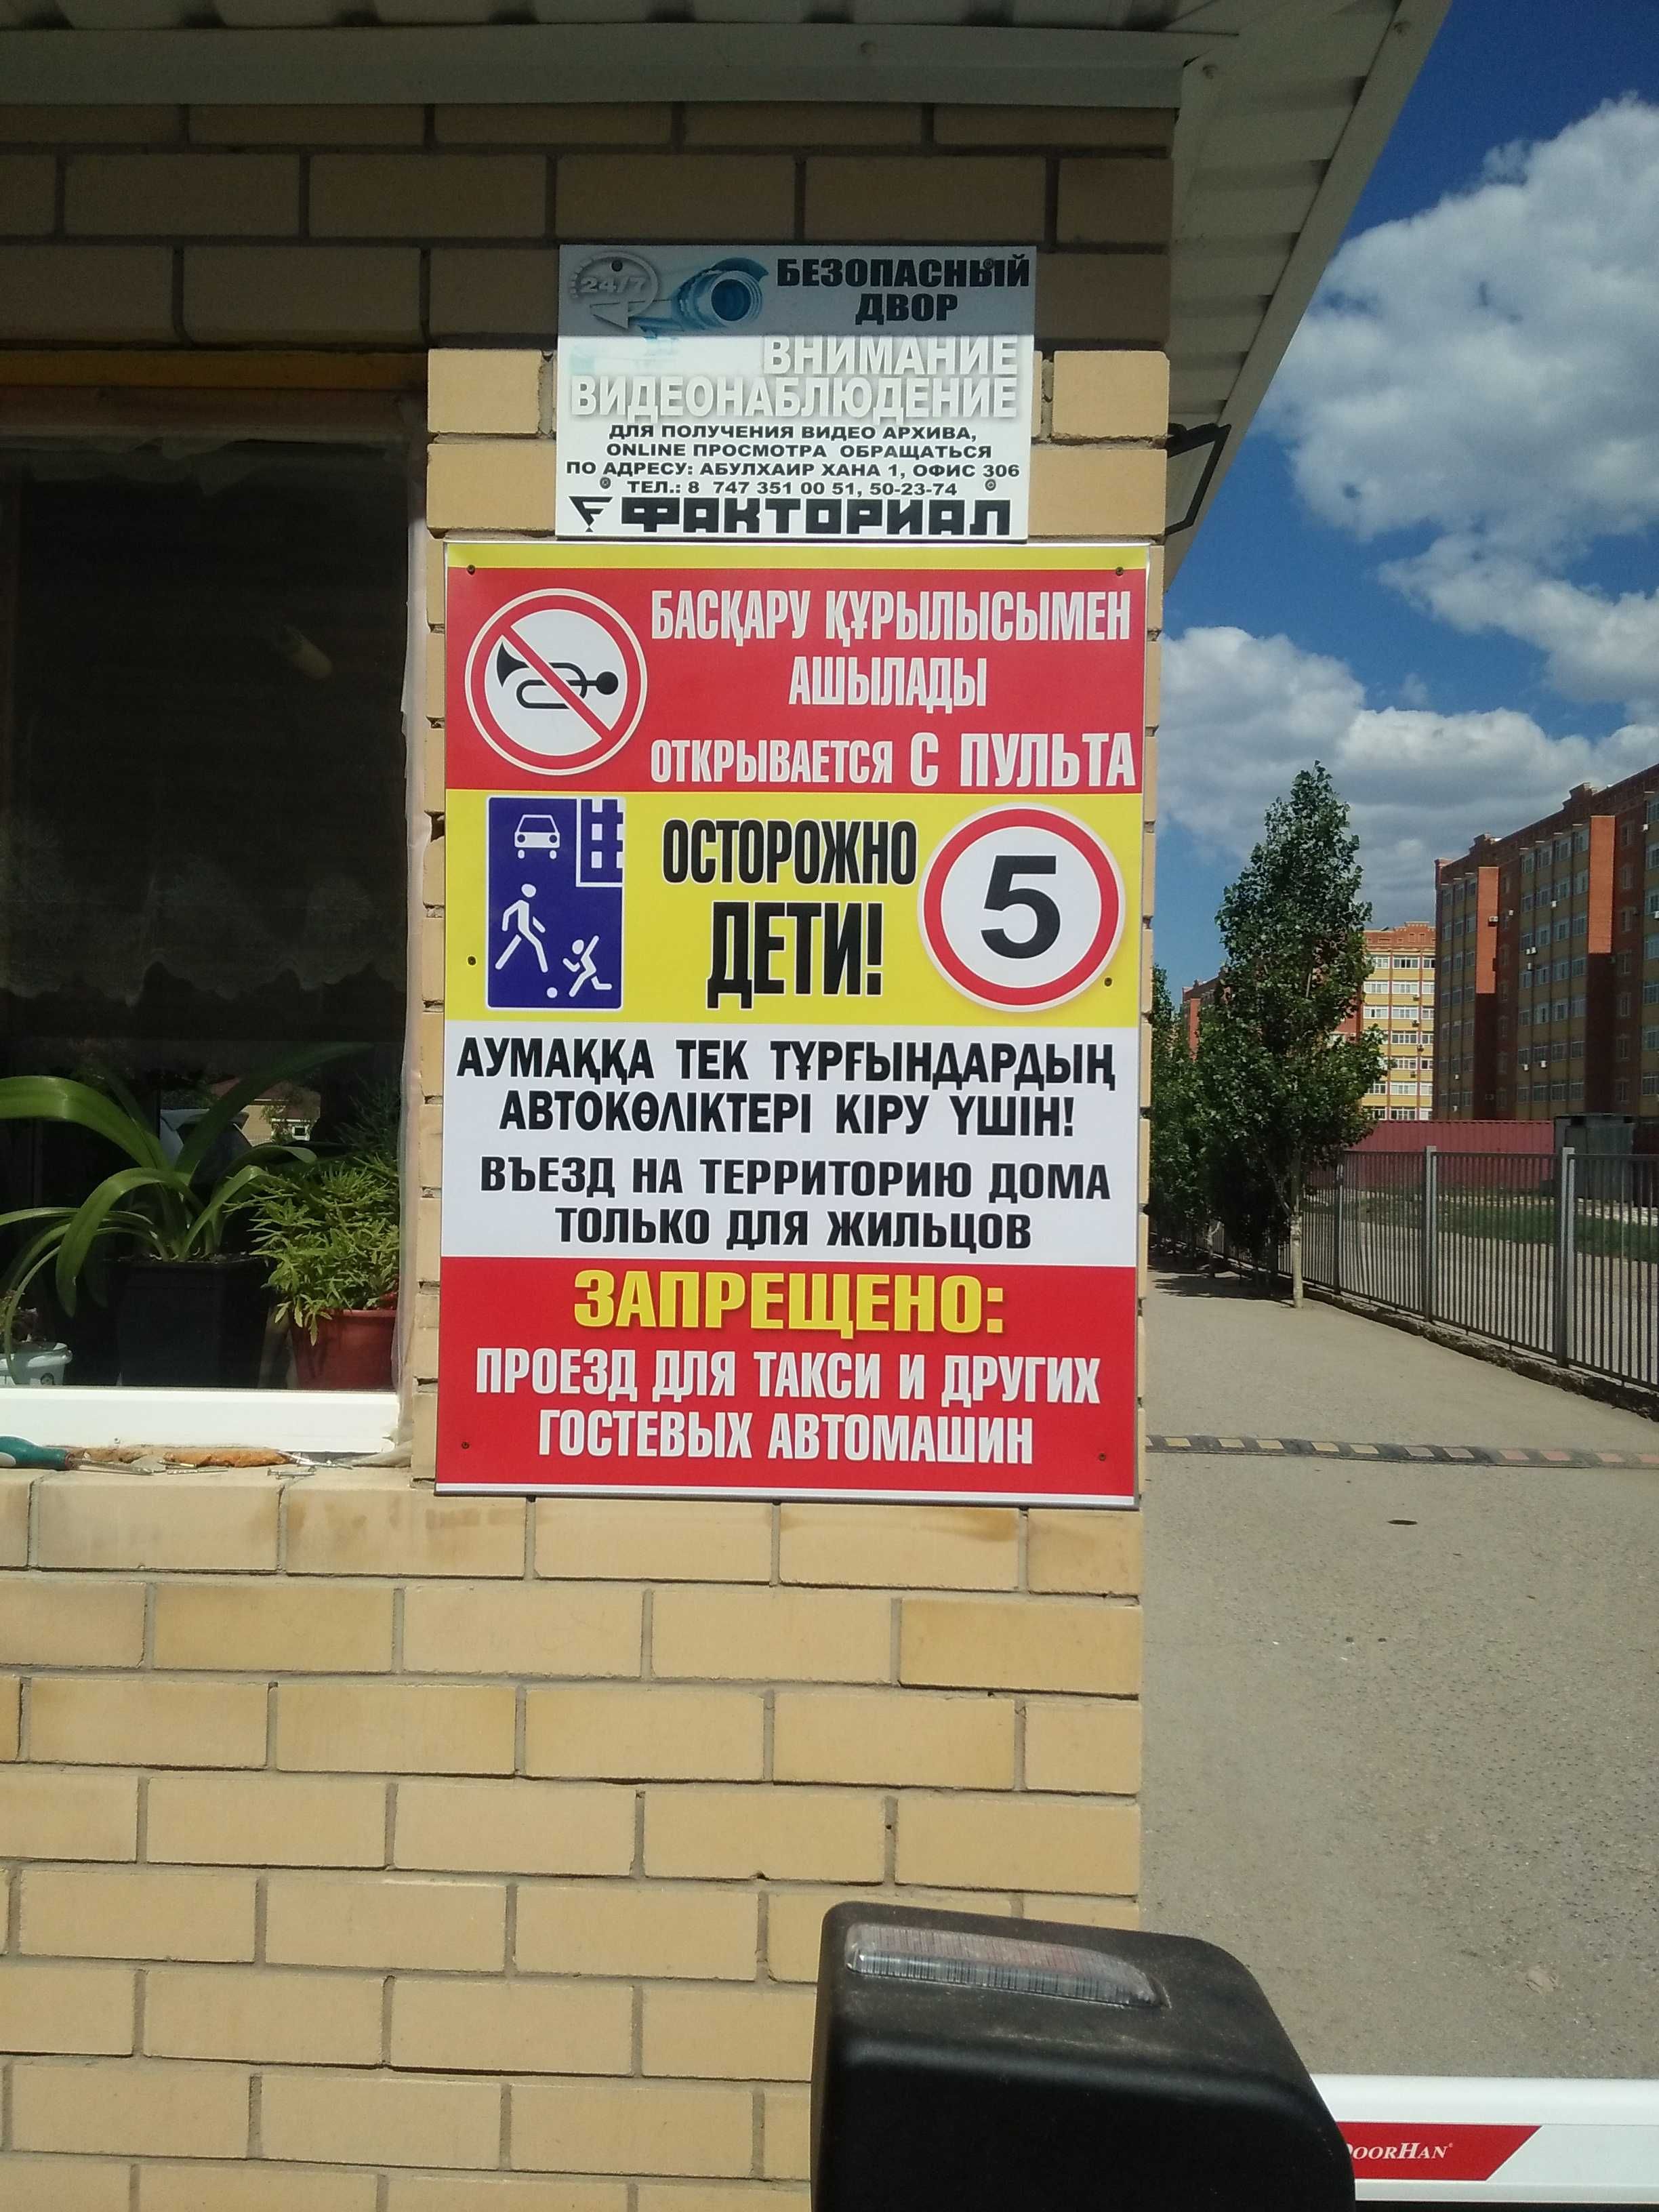 24/7
БЕЗОПАСНЫЙ
ДВОР
ВНИМАНИЕ
ВИДЕОНАБЛЮДЕНИЕ
ДЛЯ ПОЛУЧЕНИЯ ВИДЕО АРХИВА,
ONLINE ПРОСМОТРА ОБРАЩАТЬСЯ
ПО АДРЕСУ: АБУЛХАИР ХАНА 1, ОФИС 306
ТЕЛ.: 8 747 351 00 51, 50-23-74
ФАКТОРИАЛ
БАСҚАРУ ҚҰРЫЛЫСЫМЕН
АШЫЛАДЫ
ОТКРЫВАЕТСЯ С ПУЛЬТА
ОСТОРОЖНО
ДЕТИ!
5
АУМАҚҚА ТЕК ТҰРҒЫНДАРДЫҢ
АВТОКӨЛІКТЕРІ КІРУ ҮШІН!
ВЪЕЗД НА ТЕРРИТОРИЮ ДОМА
ТОЛЬКО ДЛЯ ЖИЛЬЦОВ
ЗАПРЕЩЕНО:
ПРОЕЗД ДЛЯ ТАКСИ И ДРУГИХ
ГОСТЕВЫХ АВТОМАШИН
DOORHAN